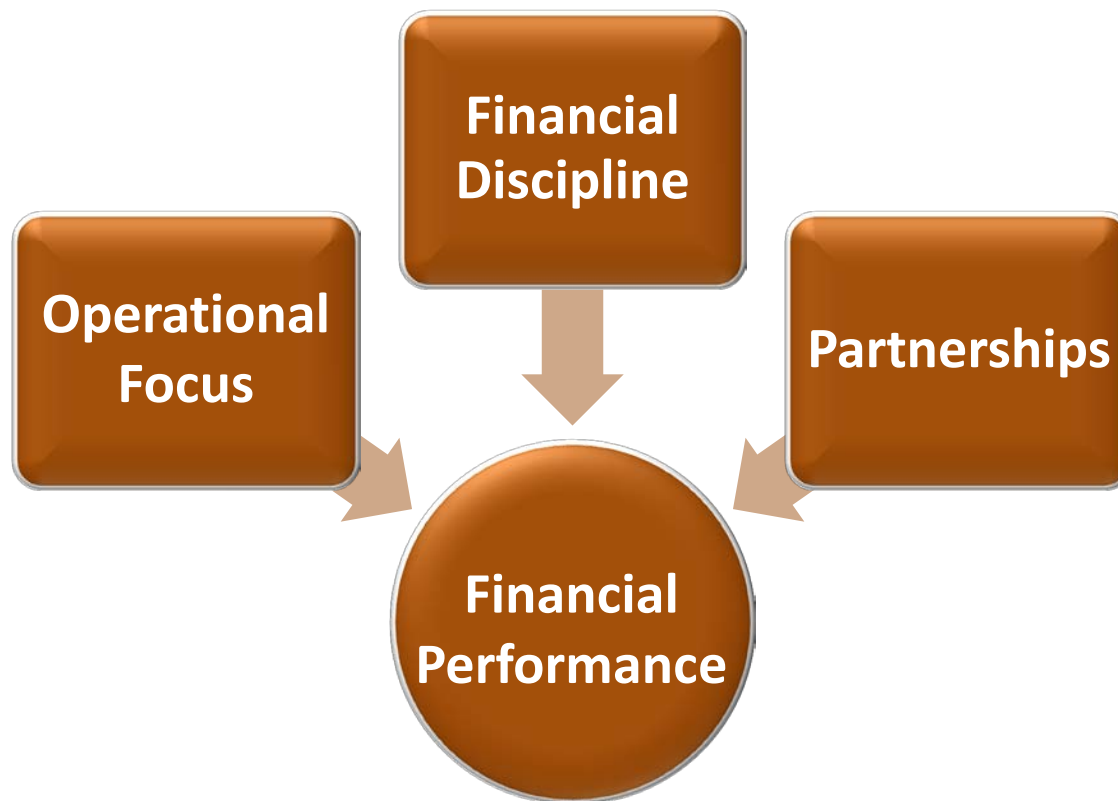 Financial
Discipline
Operational
Focus
Partnerships
Financial
Performance